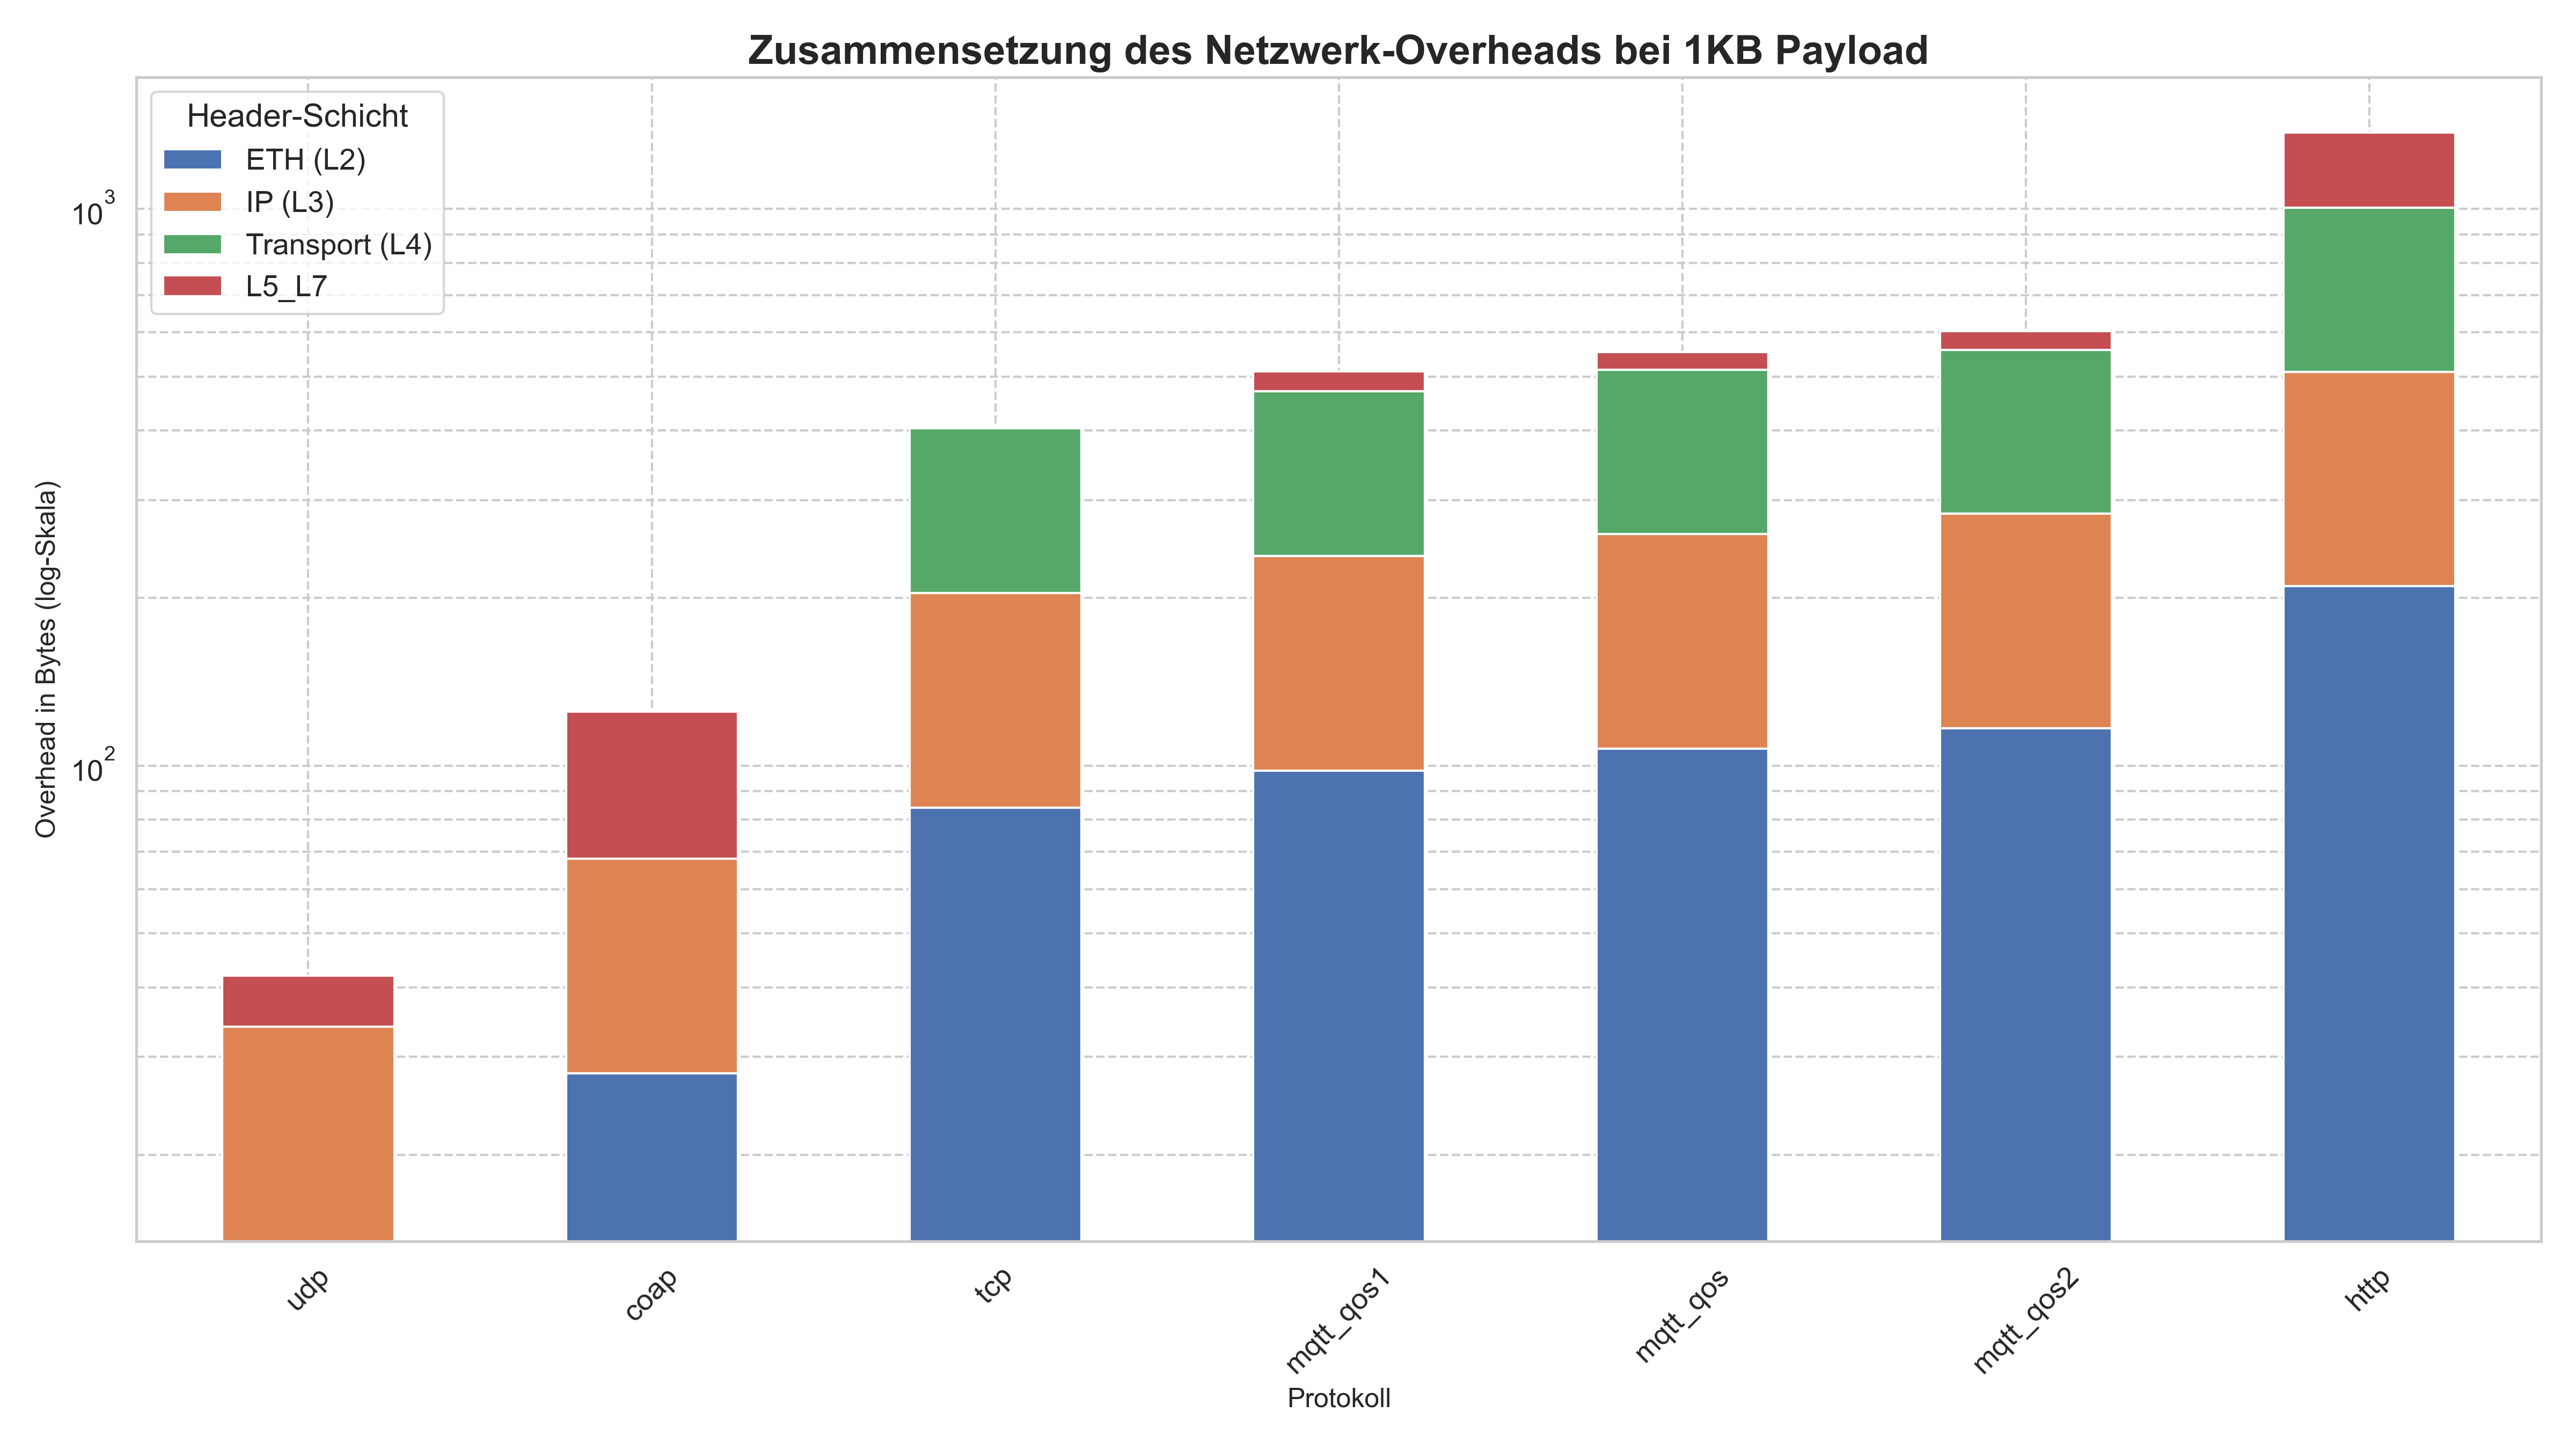 Zusammensetzung des Netzwerk-Overheads bei 1KB Payload
Header-Schicht
ETH (L2)
IP (L3)
Transport (L4)
L5_L7
10³
10²
Overhead in Bytes (log-Skala)
udp
coap
tcp
mqtt_qos1
mqtt_qos
mqtt_qos2
http
Protokoll